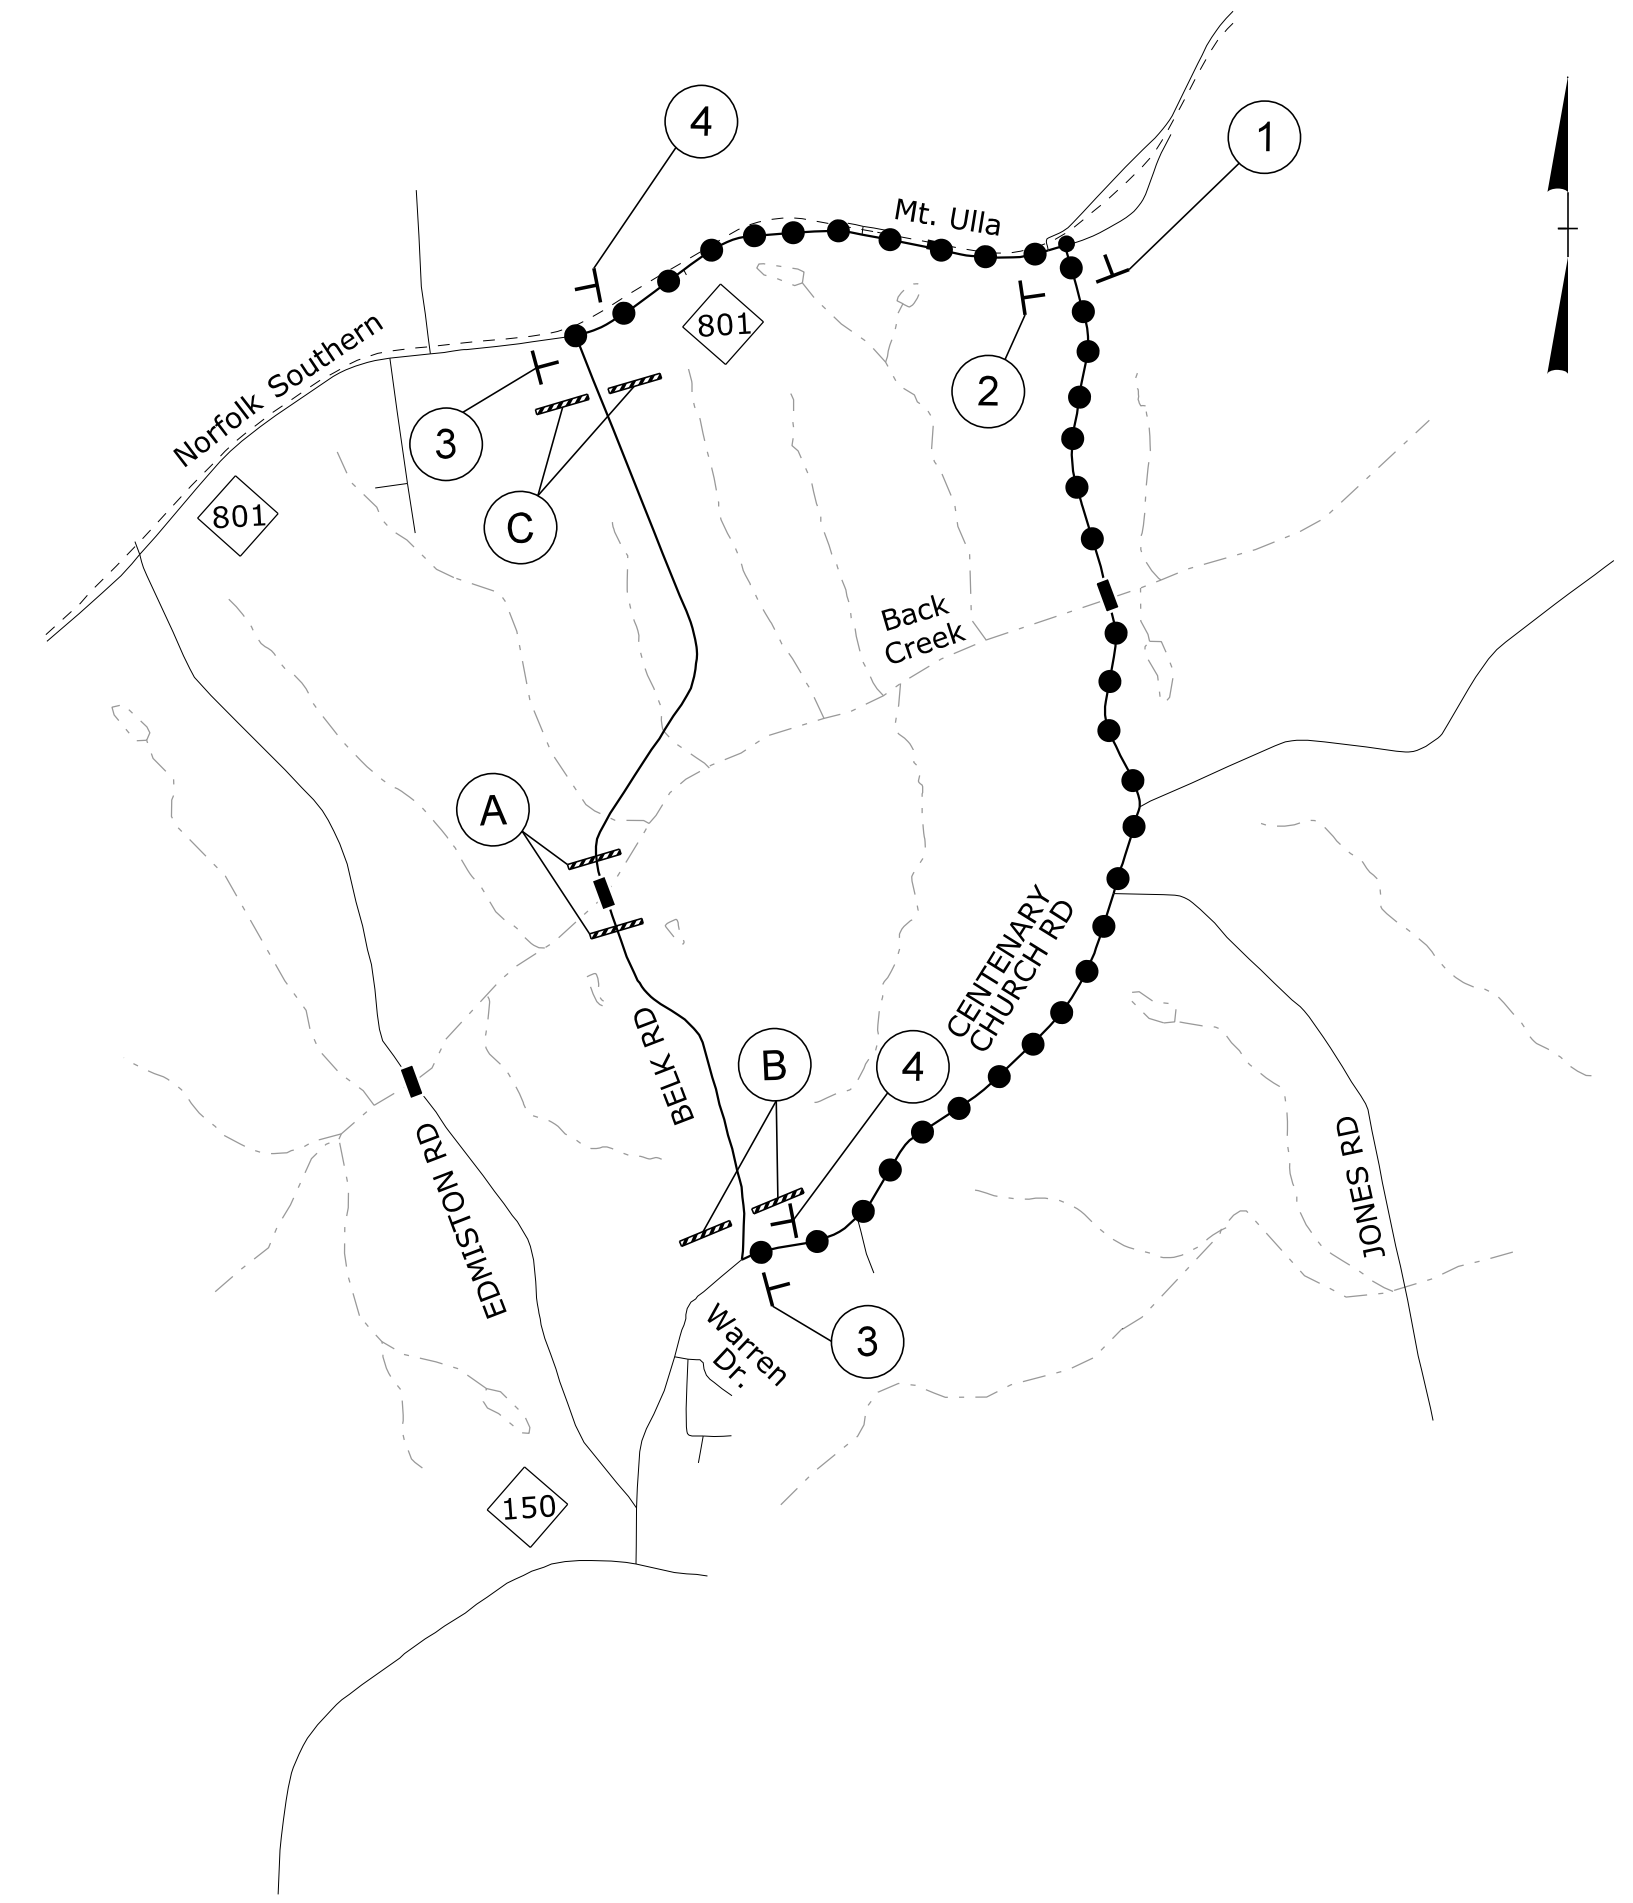 4
1
Mt. Ulla
801
Norfolk Southern
2
3
801
C
Back
Creek
A
CENTENARY
CHURCH RD
BELK RD
B
4
EDMISTON RD
JONES RD
Warren
Dr.
3
150